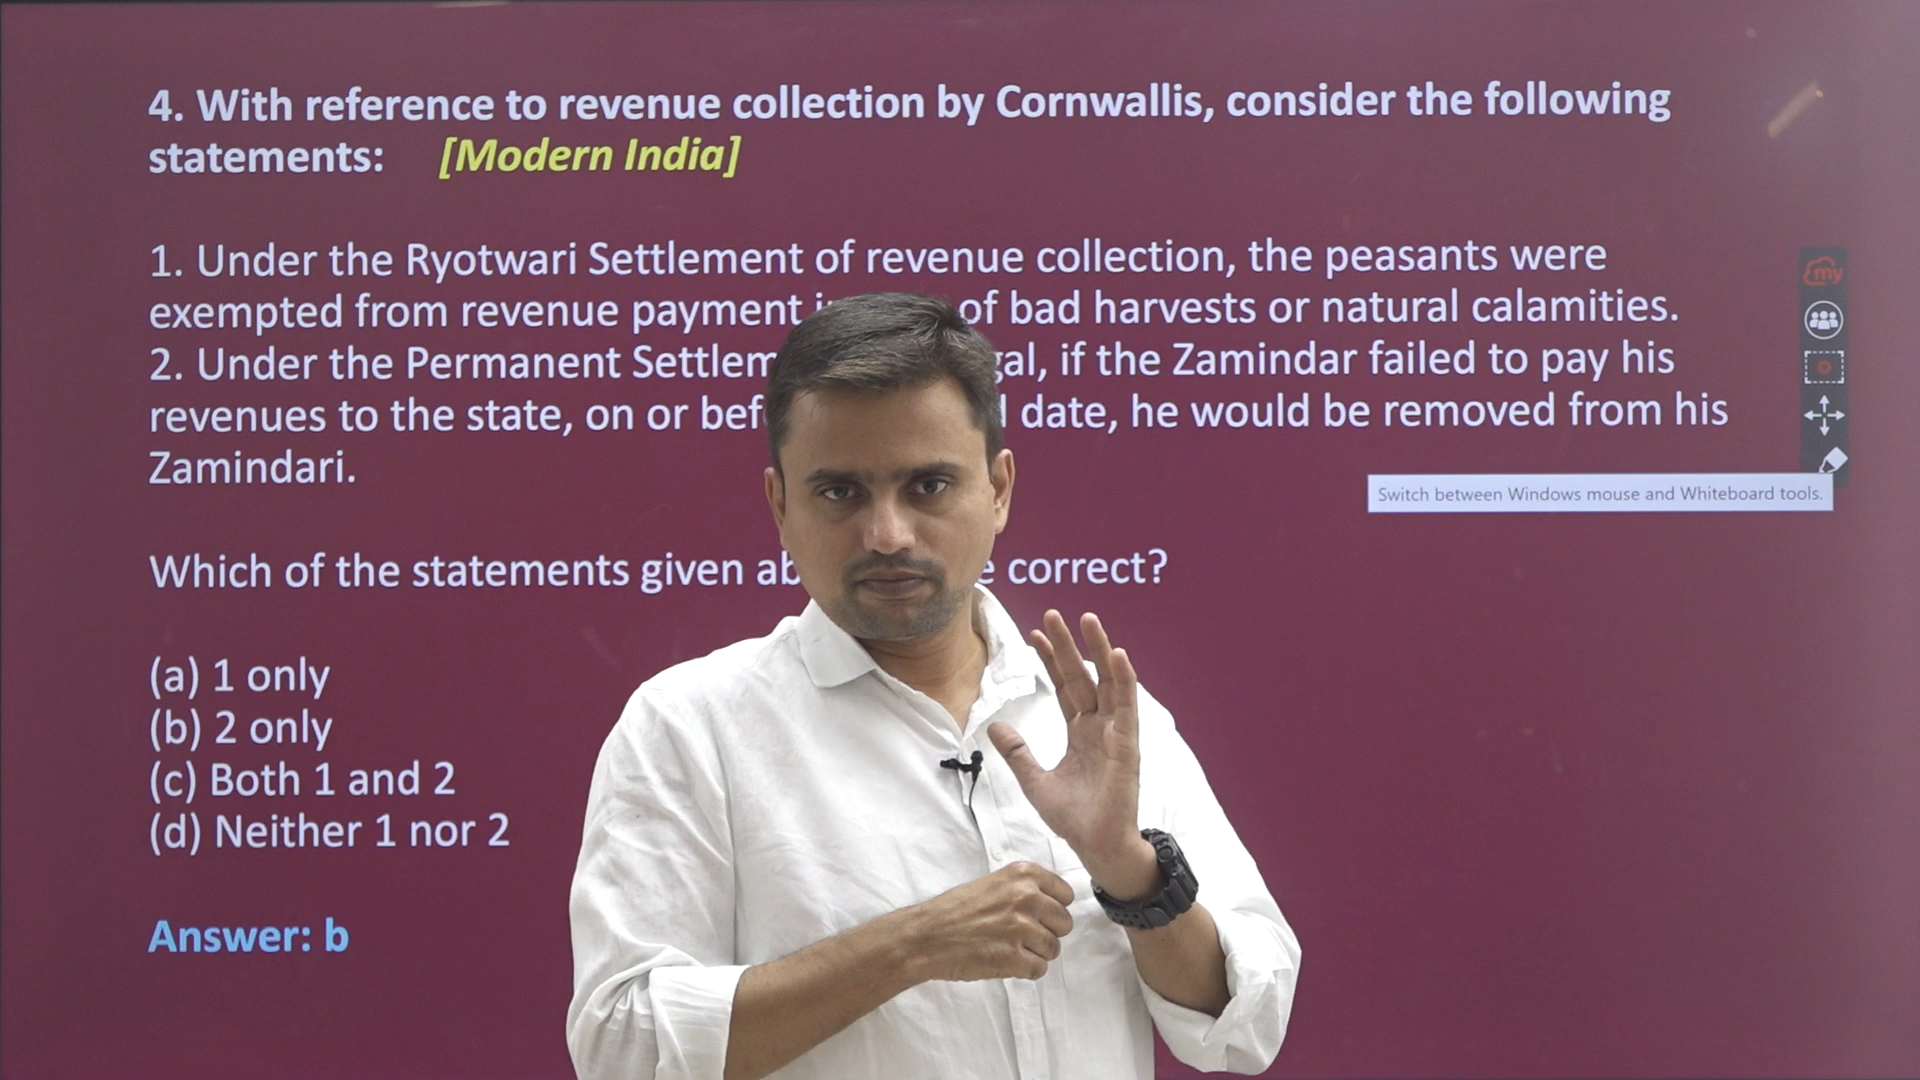 4. With reference to revenue collection by Cornwallis, consider the following
statements: [Modern India]
1. Under the Ryotwari Settlement of revenue collection, the peasants were
exempted from revenue payment of bad harvests or natural calamities.
2. Under the Permanent if the Zamindar failed to pay his
revenues to the state, on or date, he would be removed from his
Zamindari.
Switch between Windows mouse and Whiteboard tools.
Which of the statements given correct?
(a) 1 only
(b) 2 only
(c) Both 1 and 2
(d) Neither 1 nor 2
Answer: b
my